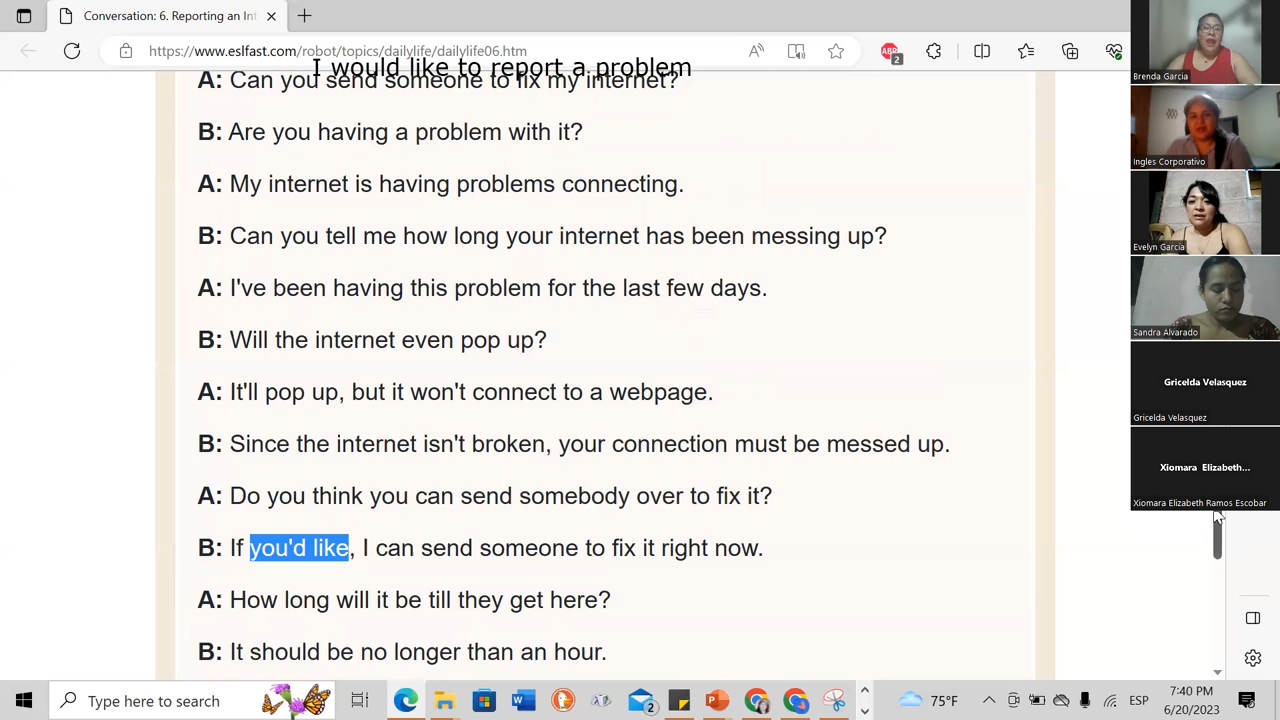 Conversation: 6. Reporting an Int
https://www.eslfast.com/robot/topics/dailylife/dailylife06.htm
ABP
2
I would like to report a problem
A: Can you send someone to fix my internet?
B: Are you having a problem with it?
A: My internet is having problems connecting.
B: Can you tell me how long your internet has been messing up?
A: I've been having this problem for the last few days.
B: Will the internet even pop up?
A: It'll pop up, but it won't connect to a webpage.
B: Since the internet isn't broken, your connection must be messed up.
A: Do you think you can send somebody over to fix it?
B: If you'd like, I can send someone to fix it right now.
A: How long will it be till they get here?
B: It should be no longer than an hour.
Brenda Garcia
Ingles Corporativo
Evelyn García
Sandra Alvarado
Gricelda Velasquez
Gricelda Velasquez
Xiomara Elizabeth...
Xiomara Elizabeth Ramos Escobar
Type here to search
2
75°F
ESP
7:40 PM
6/20/2023